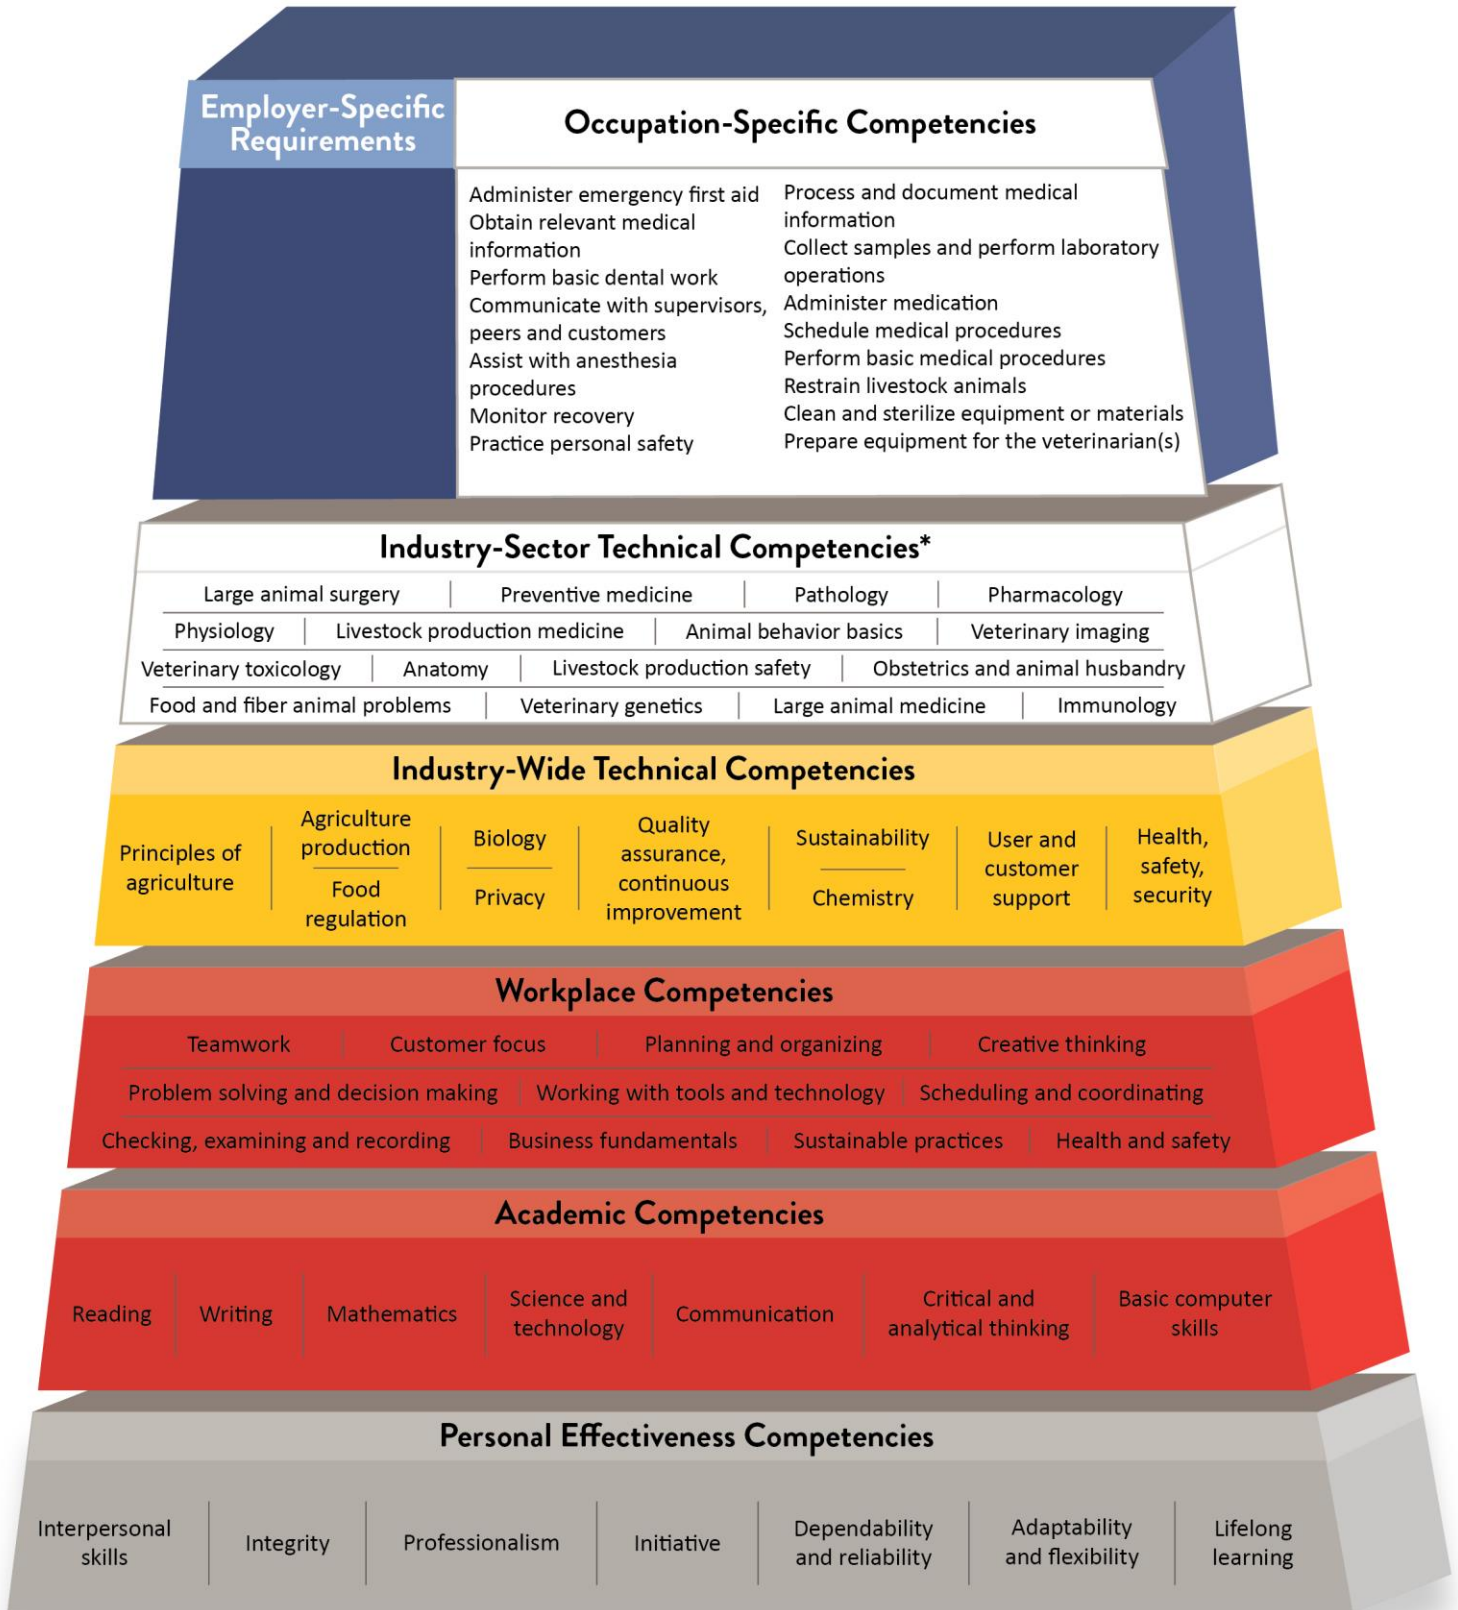 Employer-Specific
Requirements
Occupation-Specific Competencies
Administer emergency first aid
Obtain relevant medical
information
Perform basic dental work
Communicate with supervisors,
peers and customers
Assist with anesthesia
procedures
Monitor recovery
Practice personal safety
Process and document medical
information
Collect samples and perform laboratory
operations
Administer medication
Schedule medical procedures
Perform basic medical procedures
Restrain livestock animals
Clean and sterilize equipment or materials
Prepare equipment for the veterinarian(s)
Industry-Sector Technical Competencies*
Large animal surgery Preventive medicine Pathology Pharmacology
Physiology Livestock production medicine Animal behavior basics Veterinary imaging
Veterinary toxicology Anatomy Livestock production safety Obstetrics and animal husbandry
Food and fiber animal problems Veterinary genetics Large animal medicine Immunology
Industry-Wide Technical Competencies
Principles of
agriculture
Agriculture
production
Food
regulation
Biology
Privacy
Quality
assurance,
continuous
improvement
Sustainability
Chemistry
User and
customer
support
Health,
safety,
security
Workplace Competencies
Teamwork Customer focus Planning and organizing Creative thinking
Problem solving and decision making Working with tools and technology Scheduling and coordinating
Checking, examining and recording Business fundamentals Sustainable practices Health and safety
Academic Competencies
Reading
Writing
Mathematics
Science and
technology
Communication
Critical and
analytical thinking
Basic computer
skills
Personal Effectiveness Competencies
Interpersonal
skills
Integrity
Professionalism
Initiative
Dependability
and reliability
Adaptability
and flexibility
Lifelong
learning